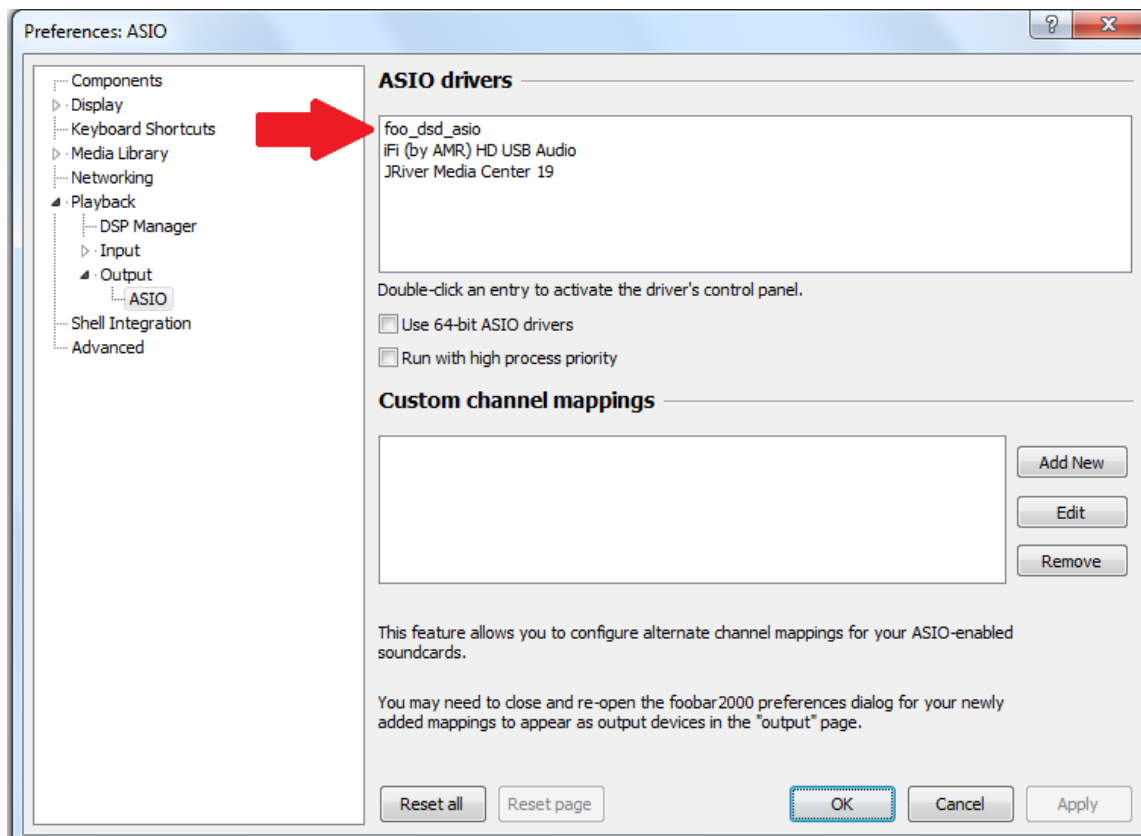 Preferences: ASIO
Components
Display
Keyboard Shortcuts
Media Library
Networking
Playback
DSP Manager
Input
Output
ASIO
Shell Integration
Advanced
ASIO drivers
foo_dsd_asio
iFi (by AMR) HD USB Audio
JRiver Media Center 19
Double-click an entry to activate the driver's control panel.
Use 64-bit ASIO drivers
Run with high process priority
Custom channel mappings
Add New
Edit
Remove
This feature allows you to configure alternate channel mappings for your ASIO-enabled
soundcards.
You may need to close and re-open the foobar2000 preferences dialog for your newly
added mappings to appear as output devices in the "output" page.
Reset all
Reset page
OK
Cancel
Apply